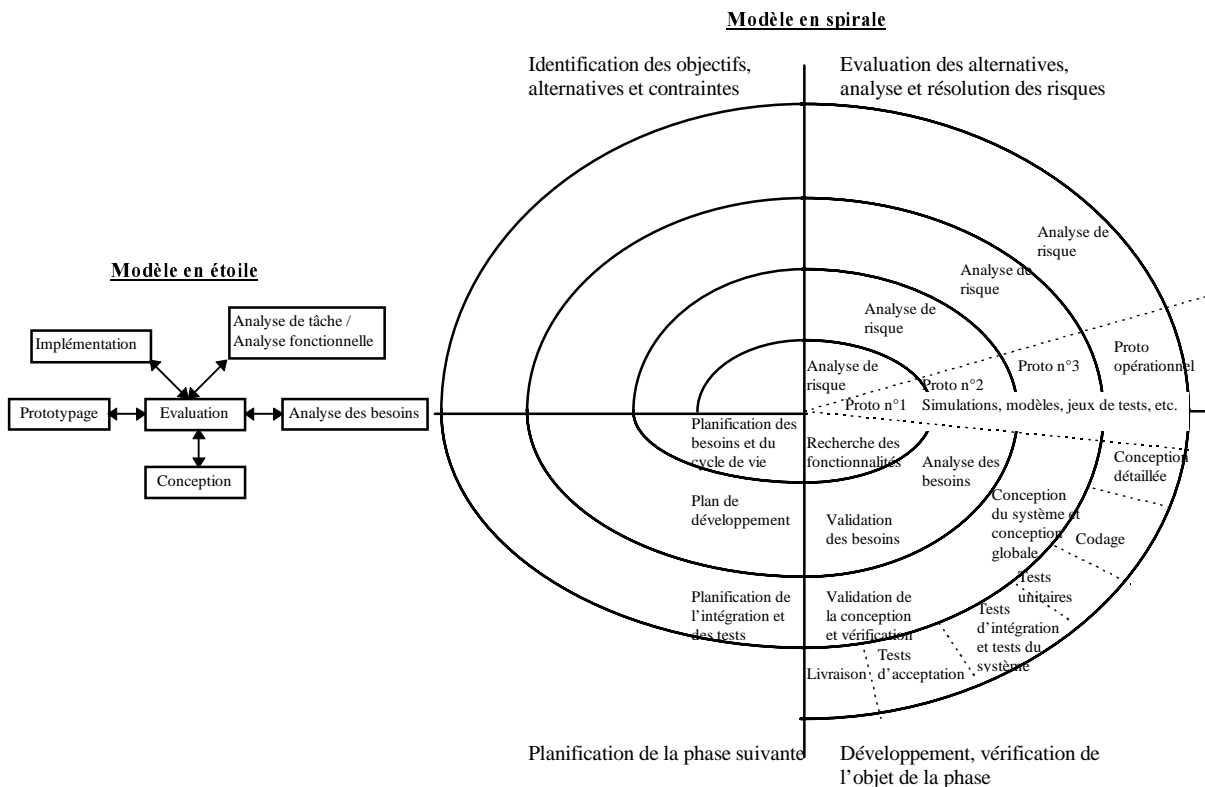 Modèle en spirale
Identification des objectifs,
alternatives et contraintes
Evaluation des alternatives,
analyse et résolution des risques
Modèle en étoile
Implémentation
Analyse de tâche /
Analyse fonctionnelle
Prototypage
Evaluation
Analyse des besoins
Conception
Analyse de
risque
Analyse de
risque
Analyse de
risque
Analyse de
risque
Proto n°1
Proto n°2
Proto n°3
Proto
opérationnel
Simulations, modèles, jeux de tests, etc.
Planification des
besoins et du
cycle de vie
Recherche des
fonctionnalités
Analyse des
besoins
Conception
détaillée
Plan de
développement
Validation
des besoins
Conception
du système et
conception
globale
Codage
Tests
unitaires
Planification de
l'intégration et
des tests
Validation de
la conception
et vérification
Tests
d'intégration
et tests du
système
Tests
d'acceptation
Livraison
Planification de la phase suivante
Développement, vérification de
l'objet de la phase